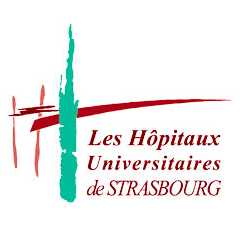 Les Hôpitaux
Universitaires
de STRASBOURG